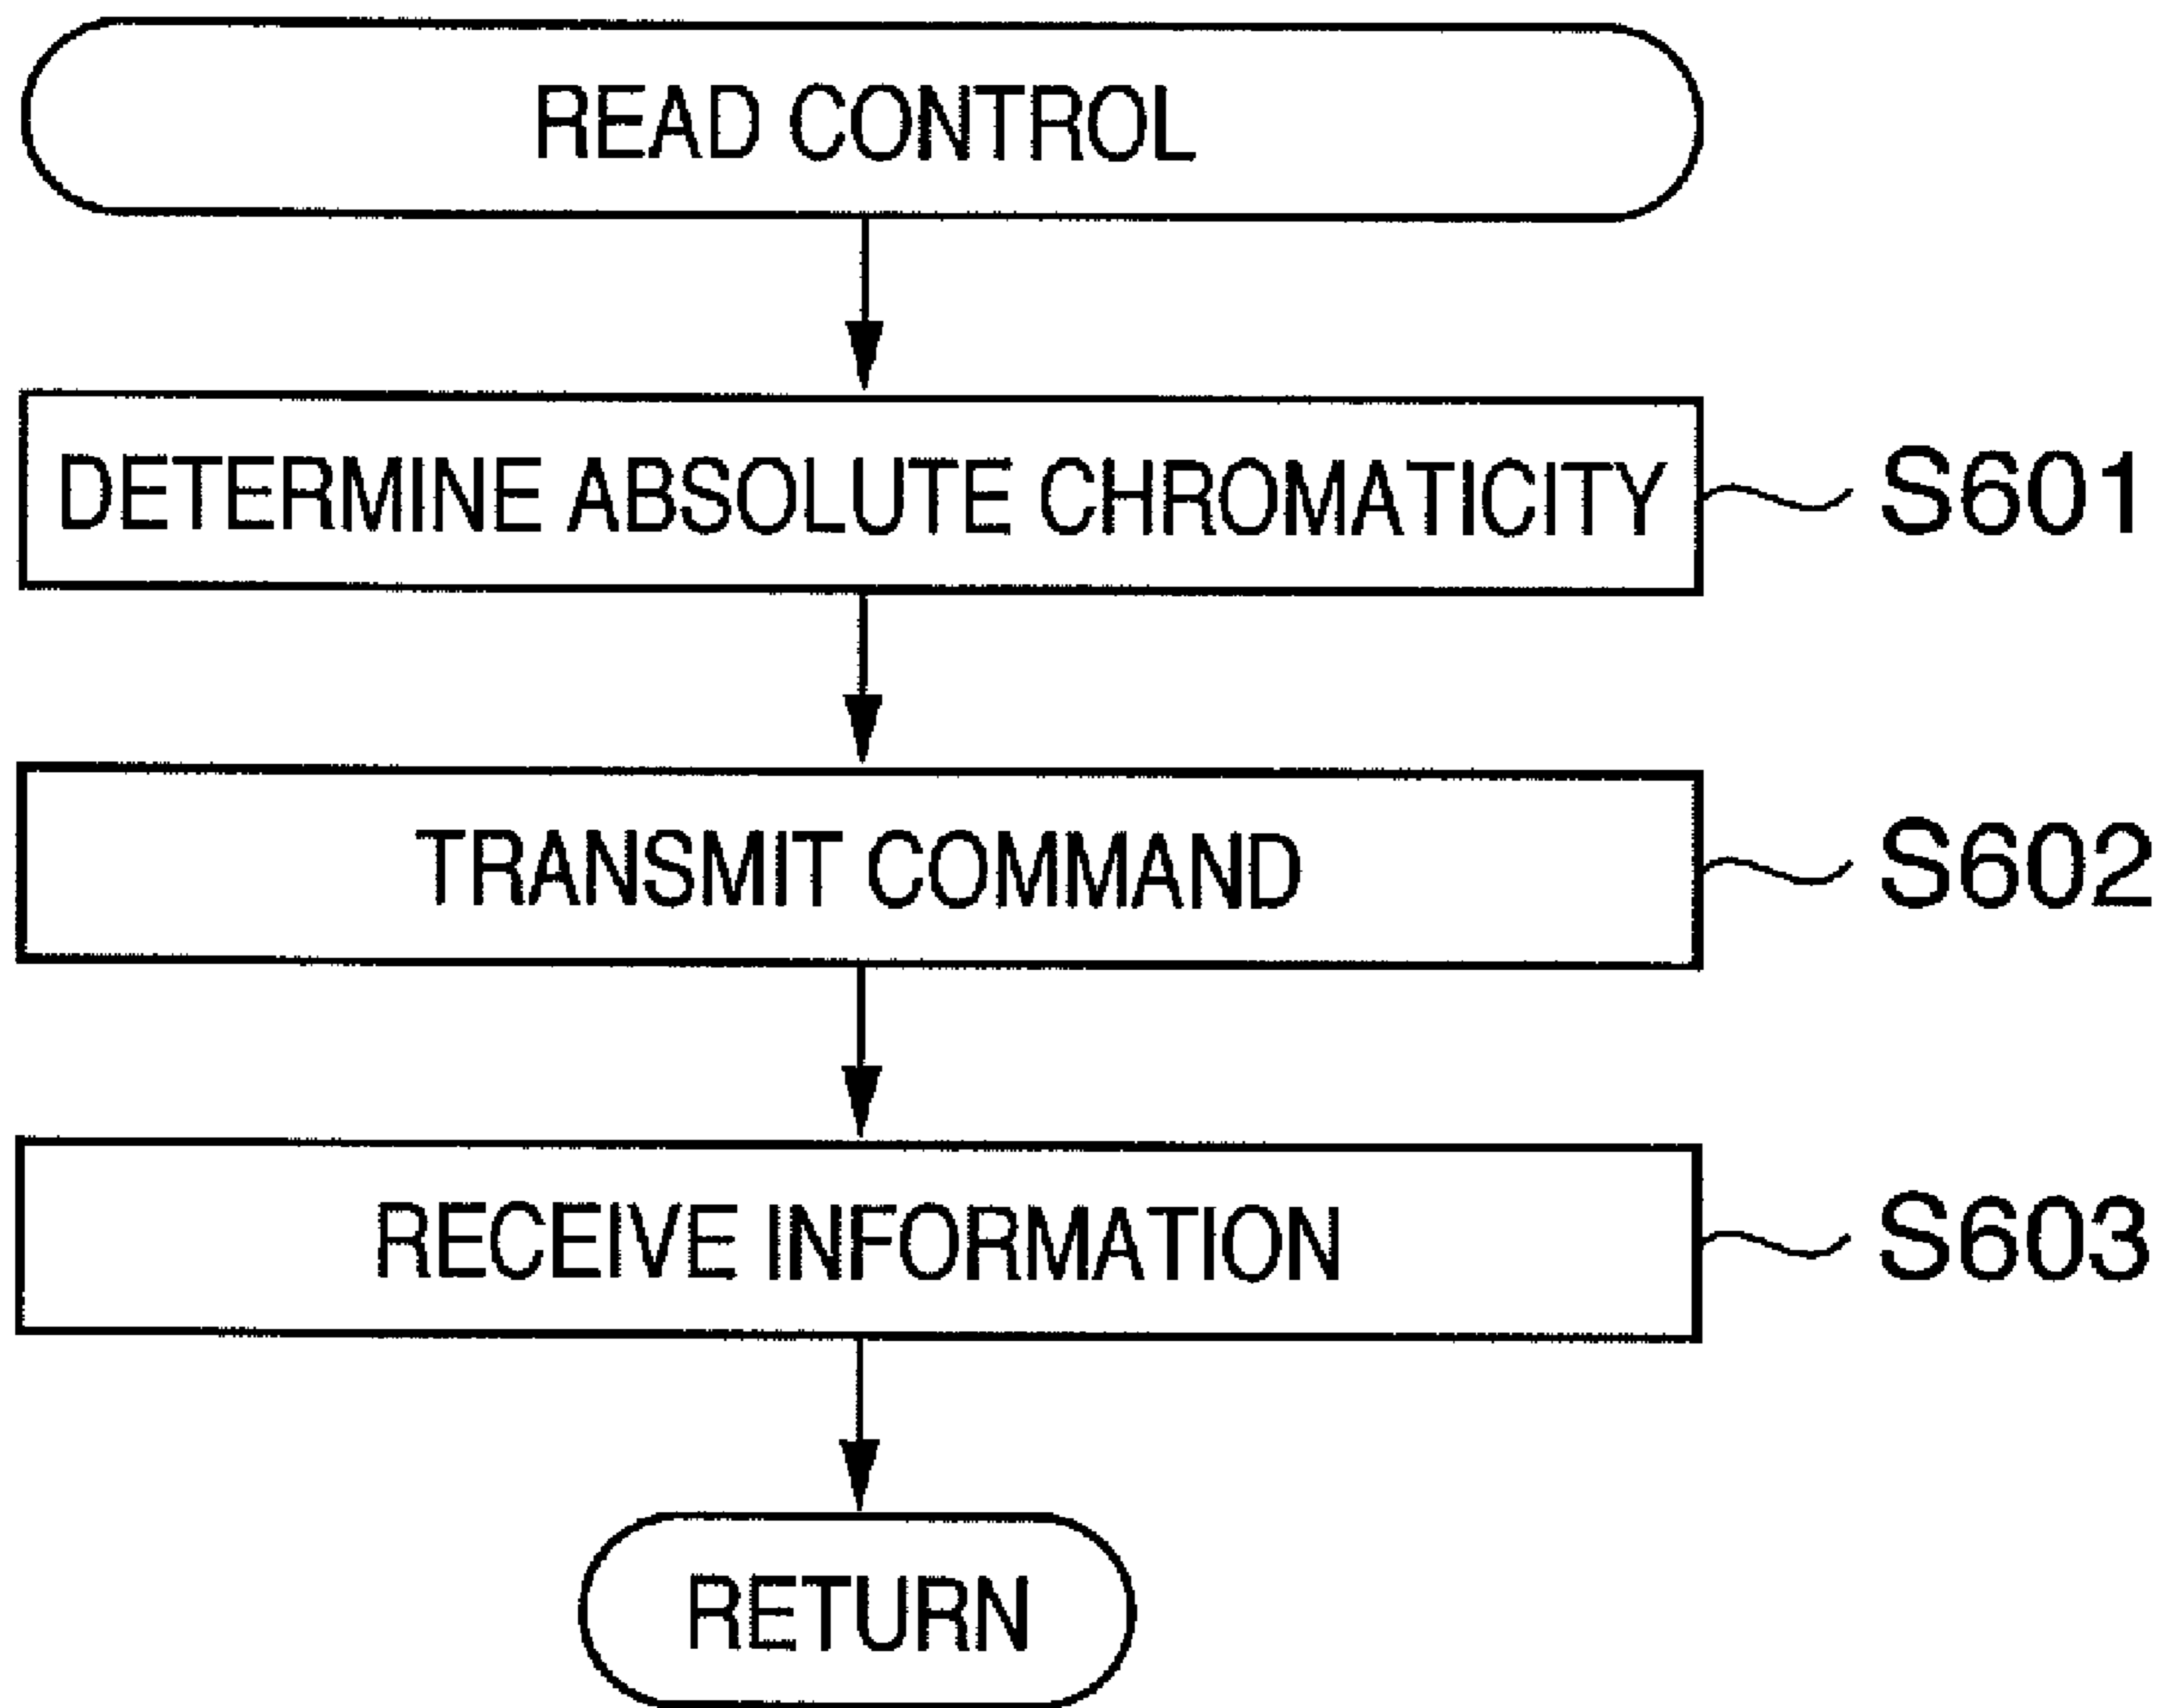 READ CONTROL
DETERMINE ABSOLUTE CHROMATICITY S601
TRANSMIT COMMAND S602
RECEIVE INFORMATION S603
RETURN